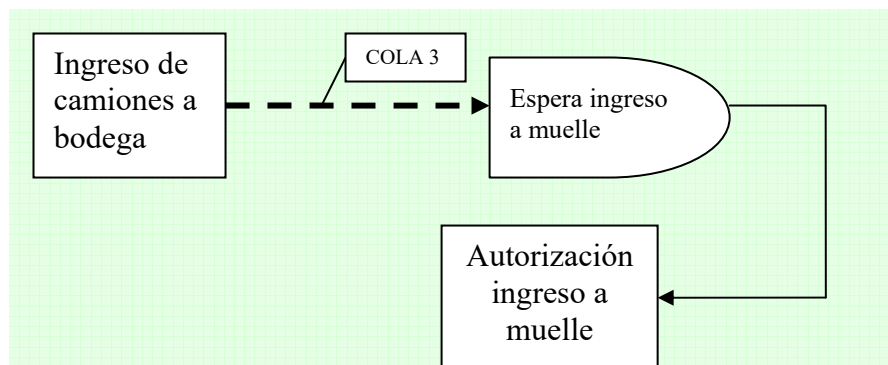 Ingreso de
camiones a
bodega
COLA 3
Espera ingreso
a muelle
Autorización
ingreso a
muelle